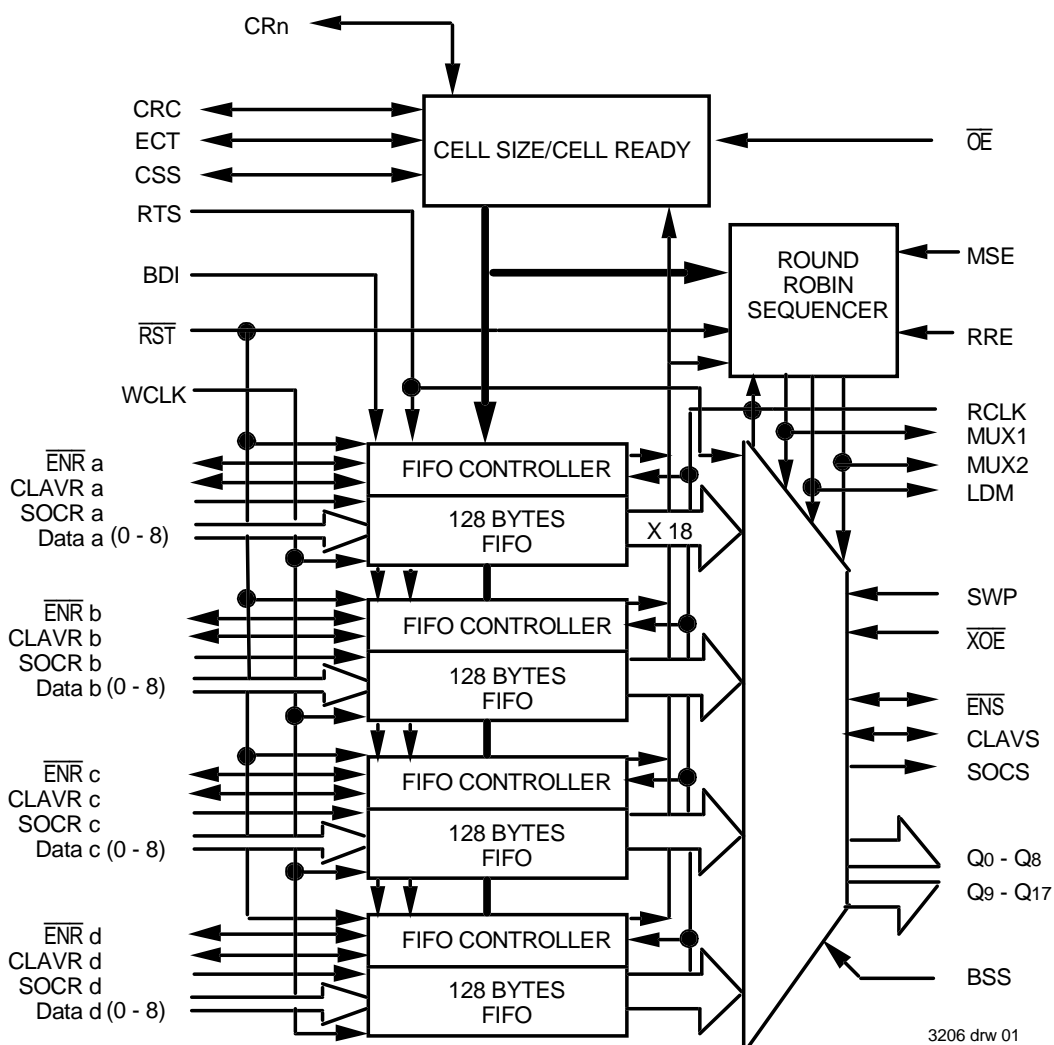 CRn
CRC
ECT
CSS
RTS
BDI
RST
WCLK
CELL SIZE/CELL READY
OE
ROUND
ROBIN
SEQUENCER
MSE
RRE
RCLK
MUX1
MUX2
LDM
ENR a
CLAVR a
SOCR a
Data a (0 - 8)
FIFO CONTROLLER
128 BYTES
FIFO
X 18
ENR b
CLAVR b
SOCR b
Data b (0 - 8)
FIFO CONTROLLER
128 BYTES
FIFO
ENR c
CLAVR c
SOCR c
Data c (0 - 8)
FIFO CONTROLLER
128 BYTES
FIFO
ENR d
CLAVR d
SOCR d
Data d (0 - 8)
FIFO CONTROLLER
128 BYTES
FIFO
SWP
XOE
ENS
CLAVS
SOCS
Q0 - Q8
Q9 - Q17
BSS
3206 drw 01